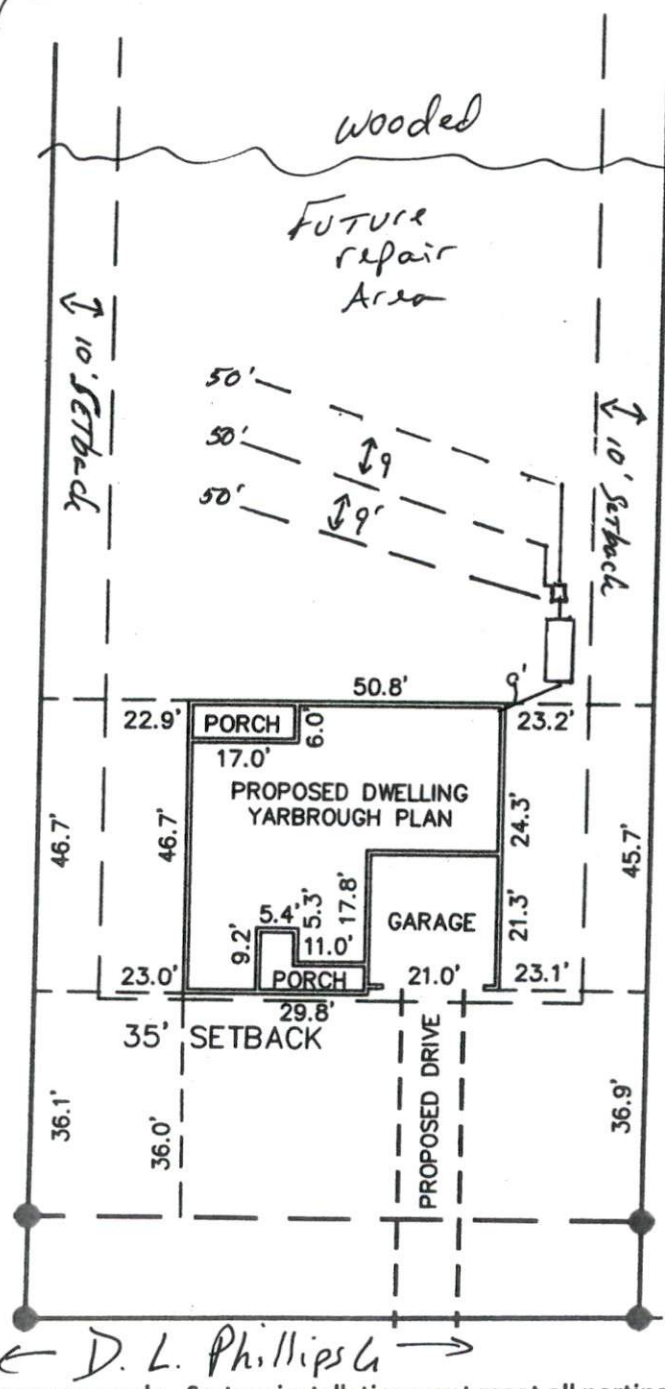 wooded
Future
repair
Area
↕ 10' Setback
↕ 10' Setback
50'
50'
50'
↕ 9
↕ 9'
9'
50.8'
22.9'
PORCH
6.0'
23.2'
17.0'
PROPOSED DWELLING
YARBROUGH PLAN
46.7'
46.7'
24.3'
45.7'
17.8'
5.4'
5.3'
GARAGE
21.3'
9.2'
11.0'
23.0'
PORCH
21.0'
23.1'
29.8'
35' SETBACK
36.1'
36.0'
PROPOSED DRIVE
36.9'
← D. L. Phillips →